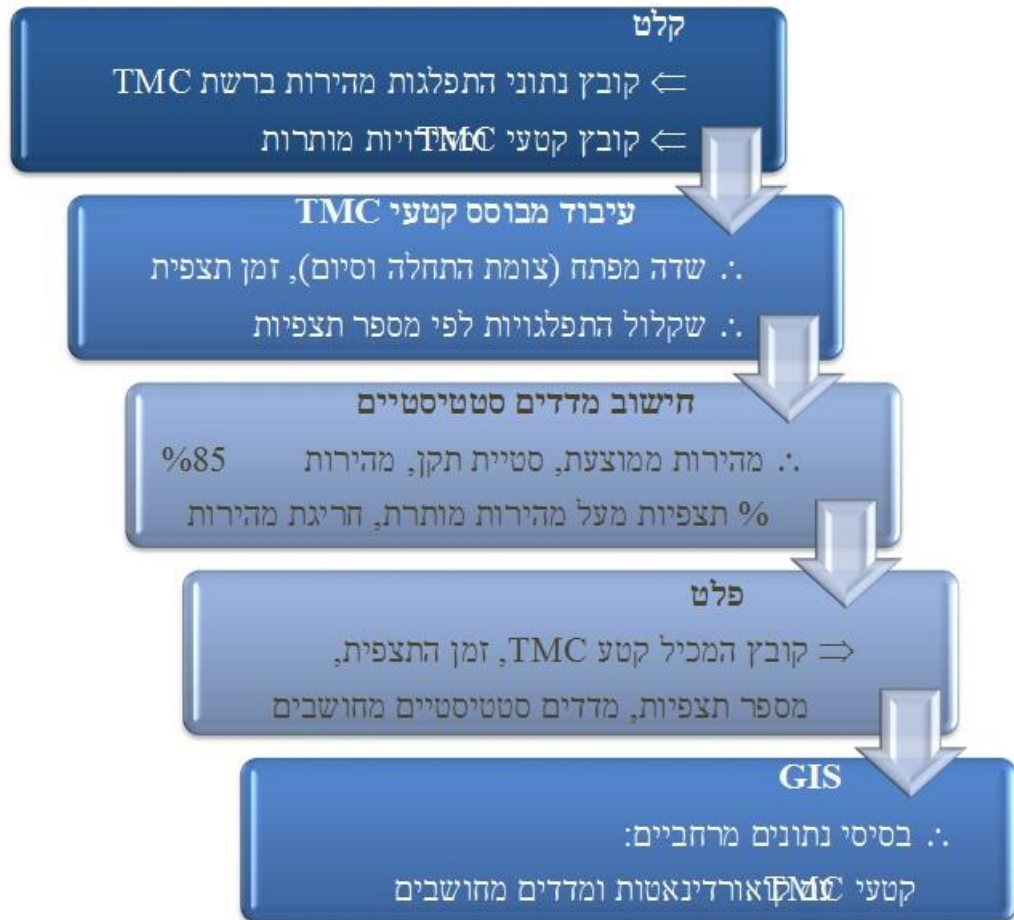 קלט
⇐ קובץ נתוני התפלגות מהירות ברשת TMC
⇐ קובץ קטעי TMC מותרות
עיבוד מבוסס קטעי TMC
∴ שדה מפתח (צומת התחלה וסיום), זמן תצפית
∴ שקלול התפלגויות לפי מספר תצפיות
חישוב מדדים סטטיסטיים
∴ מהירות ממוצעת, סטיית תקן, מהירות 85%
% תצפיות מעל מהירות מותרת, חריגת מהירות
פלט
⇒ קובץ המכיל קטע TMC, זמן התצפית,
מספר תצפיות, מדדים סטטיסטיים מחושבים
GIS
∴ בסיסי נתונים מרחביים:
קטעי TMC עם קואורדינאטות ומדדים מחושבים